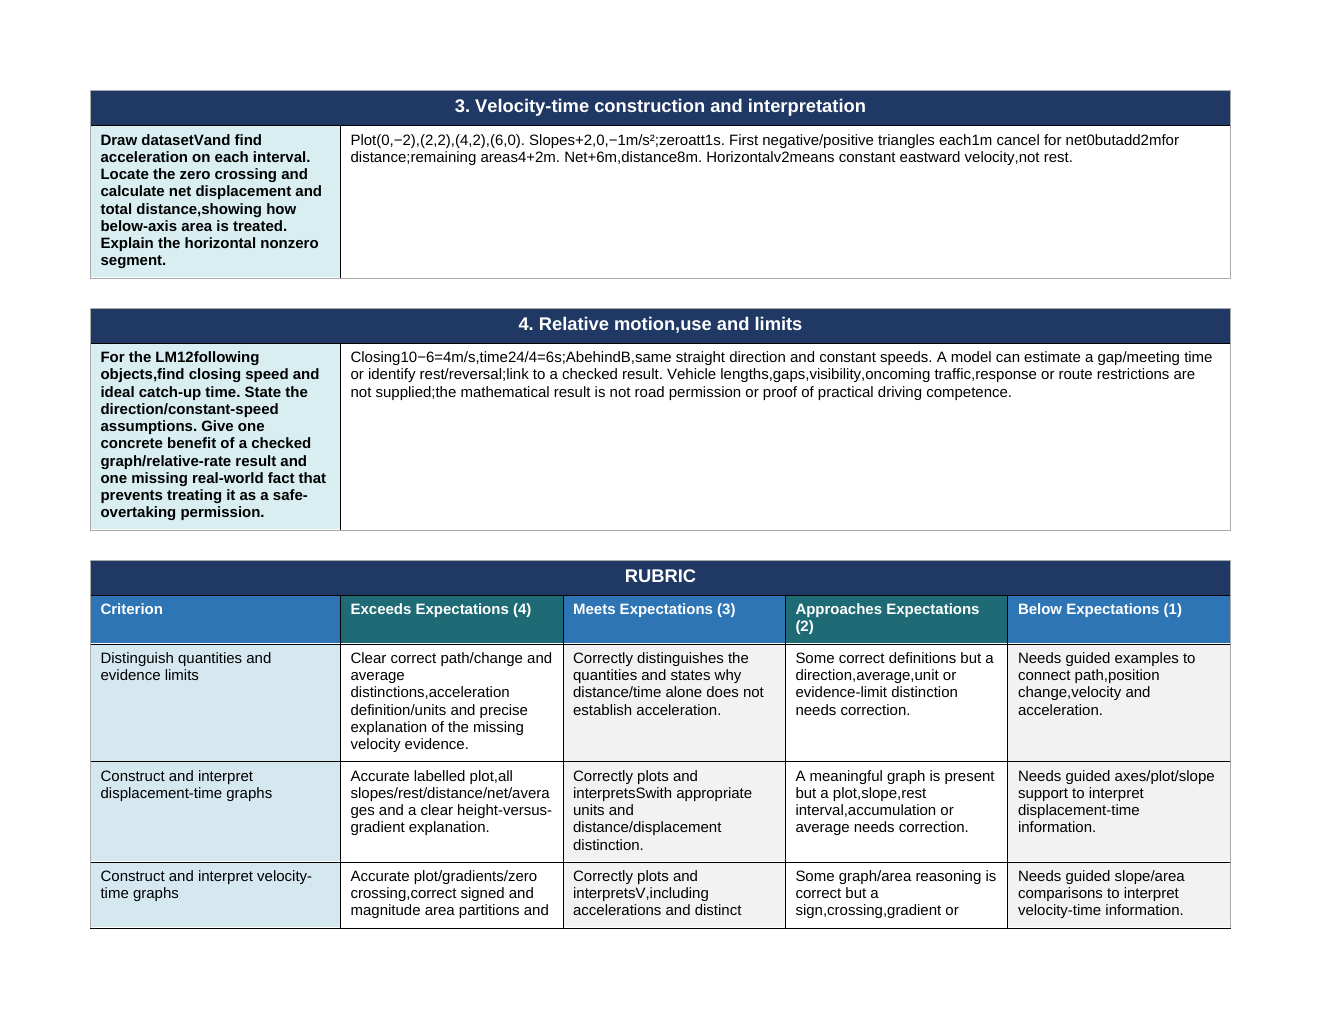 3. Velocity-time construction and interpretation
Draw datasetVand find
acceleration on each interval.
Locate the zero crossing and
calculate net displacement and
total distance,showing how
below-axis area is treated.
Explain the horizontal nonzero
segment.
Plot(0,−2),(2,2),(4,2),(6,0). Slopes+2,0,−1m/s²;zeroatt1s. First negative/positive triangles each1m cancel for net0butadd2mfor
distance;remaining areas4+2m. Net+6m,distance8m. Horizontalv2means constant eastward velocity,not rest.
4. Relative motion,use and limits
For the LM12following
objects,find closing speed and
ideal catch-up time. State the
direction/constant-speed
assumptions. Give one
concrete benefit of a checked
graph/relative-rate result and
one missing real-world fact that
prevents treating it as a safe-
overtaking permission.
Closing10−6=4m/s,time24/4=6s;AbehindB,same straight direction and constant speeds. A model can estimate a gap/meeting time
or identify rest/reversal;link to a checked result. Vehicle lengths,gaps,visibility,oncoming traffic,response or route restrictions are
not supplied;the mathematical result is not road permission or proof of practical driving competence.
RUBRIC
Criterion
Exceeds Expectations (4)
Meets Expectations (3)
Approaches Expectations
(2)
Below Expectations (1)
Distinguish quantities and
evidence limits
Clear correct path/change and
average
distinctions,acceleration
definition/units and precise
explanation of the missing
velocity evidence.
Correctly distinguishes the
quantities and states why
distance/time alone does not
establish acceleration.
Some correct definitions but a
direction,average,unit or
evidence-limit distinction
needs correction.
Needs guided examples to
connect path,position
change,velocity and
acceleration.
Construct and interpret
displacement-time graphs
Accurate labelled plot,all
slopes/rest/distance/net/avera
ges and a clear height-versus-
gradient explanation.
Correctly plots and
interpretsSwith appropriate
units and
distance/displacement
distinction.
A meaningful graph is present
but a plot,slope,rest
interval,accumulation or
average needs correction.
Needs guided axes/plot/slope
support to interpret
displacement-time
information.
Construct and interpret velocity-
time graphs
Accurate plot/gradients/zero
crossing,correct signed and
magnitude area partitions and
Correctly plots and
interpretsV,including
accelerations and distinct
Some graph/area reasoning is
correct but a
sign,crossing,gradient or
Needs guided slope/area
comparisons to interpret
velocity-time information.